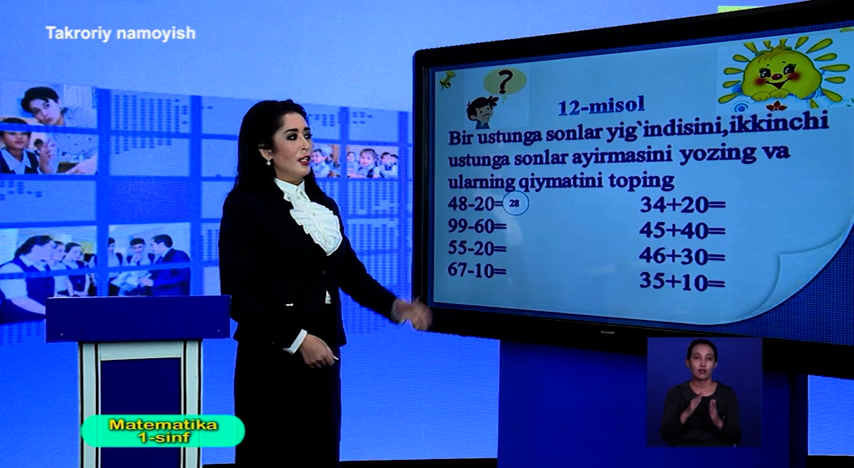 Takroriy namoyish
12-misol
Bir ustunga sonlar yig`indisini,ikkinchi
ustunga sonlar ayirmasini yozing va
ularning qiymatini toping
48-20= 28
34+20=
99-60=
45+40=
55-20=
46+30=
67-10=
35+10=
Matematika
1-sinf